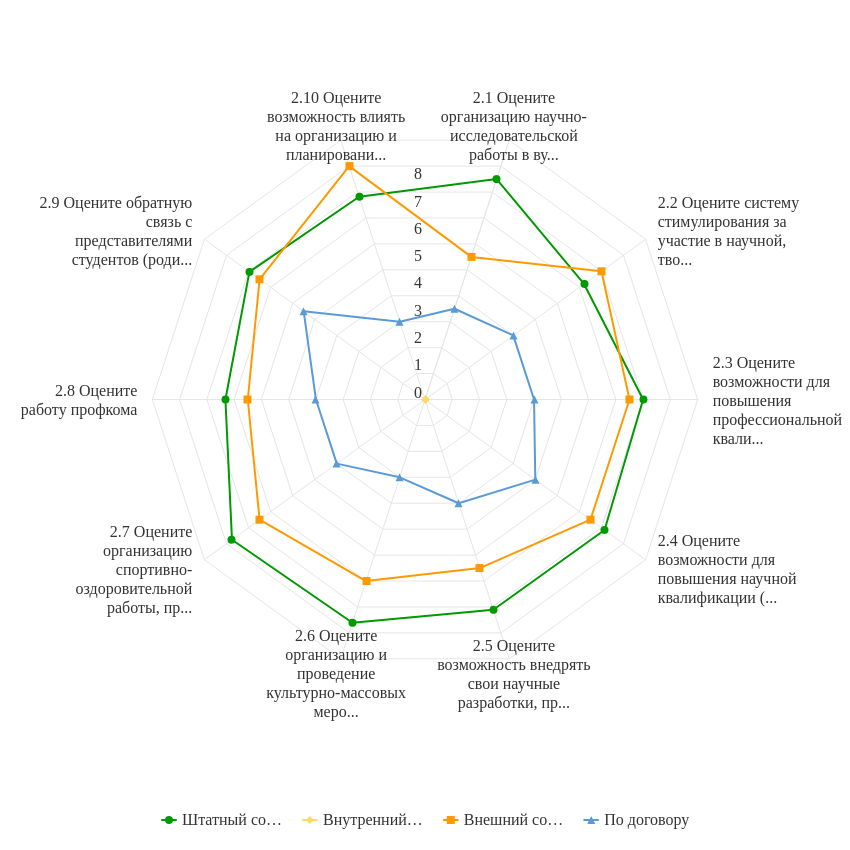 2.10 Оцените
возможность влиять
на организацию и
планировани...
2.1 Оцените
организацию научно-
исследовательской
работы в ву...
2.9 Оцените обратную
связь с
представителями
студентов (роди...
2.2 Оцените систему
стимулирования за
участие в научной,
тво...
8
7
6
5
4
3
2
1
0
2.8 Оцените
работу профкома
2.3 Оцените
возможности для
повышения
профессиональной
квали...
2.7 Оцените
организацию
спортивно-
оздоровительной
работы, пр...
2.4 Оцените
возможности для
повышения научной
квалификации (...
2.6 Оцените
организацию и
проведение
культурно-массовых
меро...
2.5 Оцените
возможность внедрять
свои научные
разработки, пр...
Штатный со… Внутренний… Внешний со… По договору